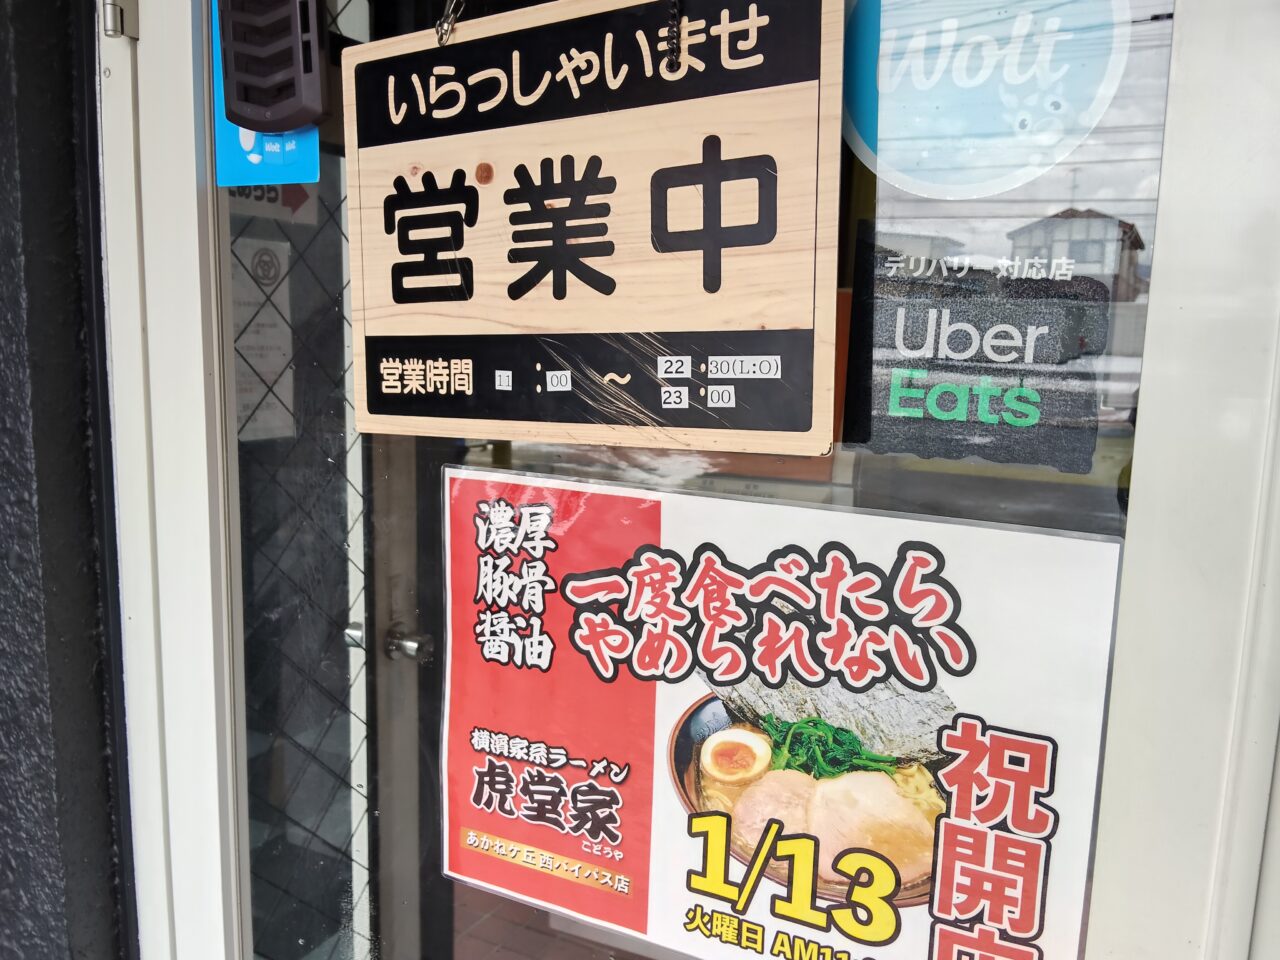 いらっしゃいませ
営業中
営業時間 11:00 ～ 22:30(L:O)
23:00
Wolt
Wolt
デリバリー対応店
Uber
Eats
濃厚
豚骨
醤油
一度食べたら
やめられない
横濱家系ラーメン
虎堂家
こどうや
あかねケ丘西バイパス店
1/13
火曜日 AM11
祝開店